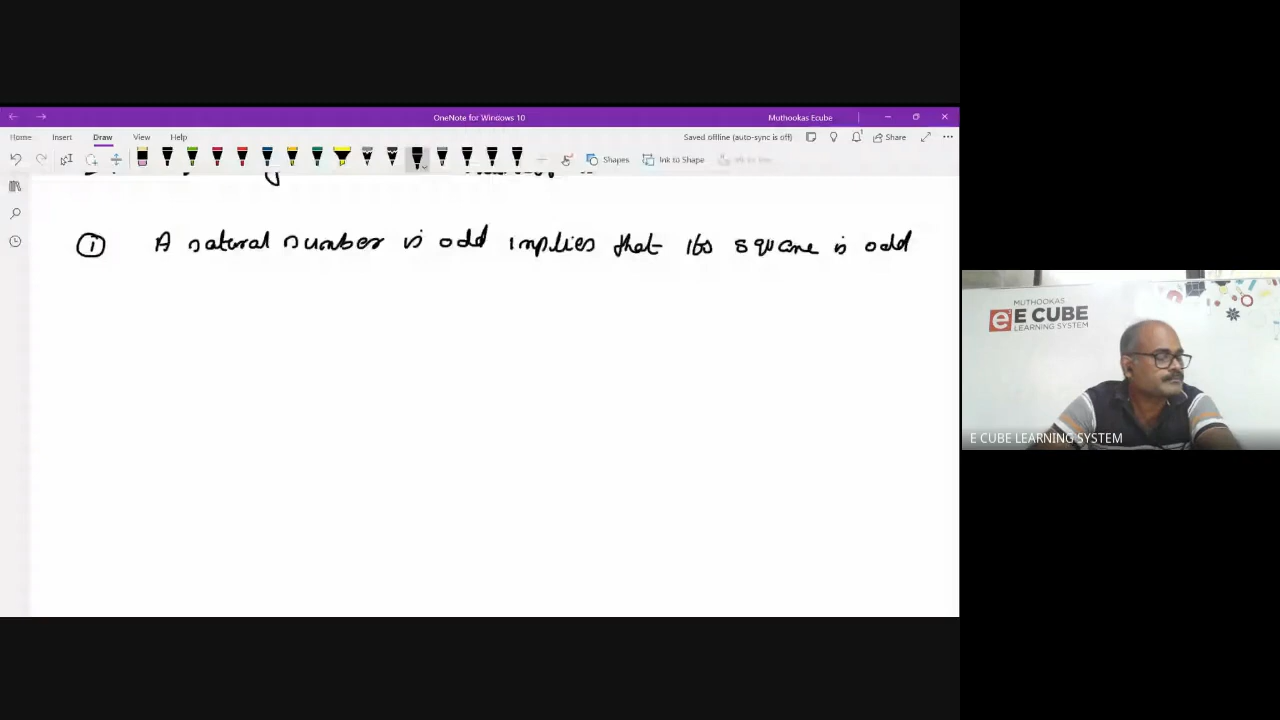 OneNote for Windows 10
Muthookas Ecube
Home Insert Draw View Help
Saved offline (auto-sync is off)
Share
Shapes
Ink to Shape
① A natural number is odd implies that its square is odd
MUTHOOKAS
e E CUBE
LEARNING SYSTEM
E CUBE LEARNING SYSTEM